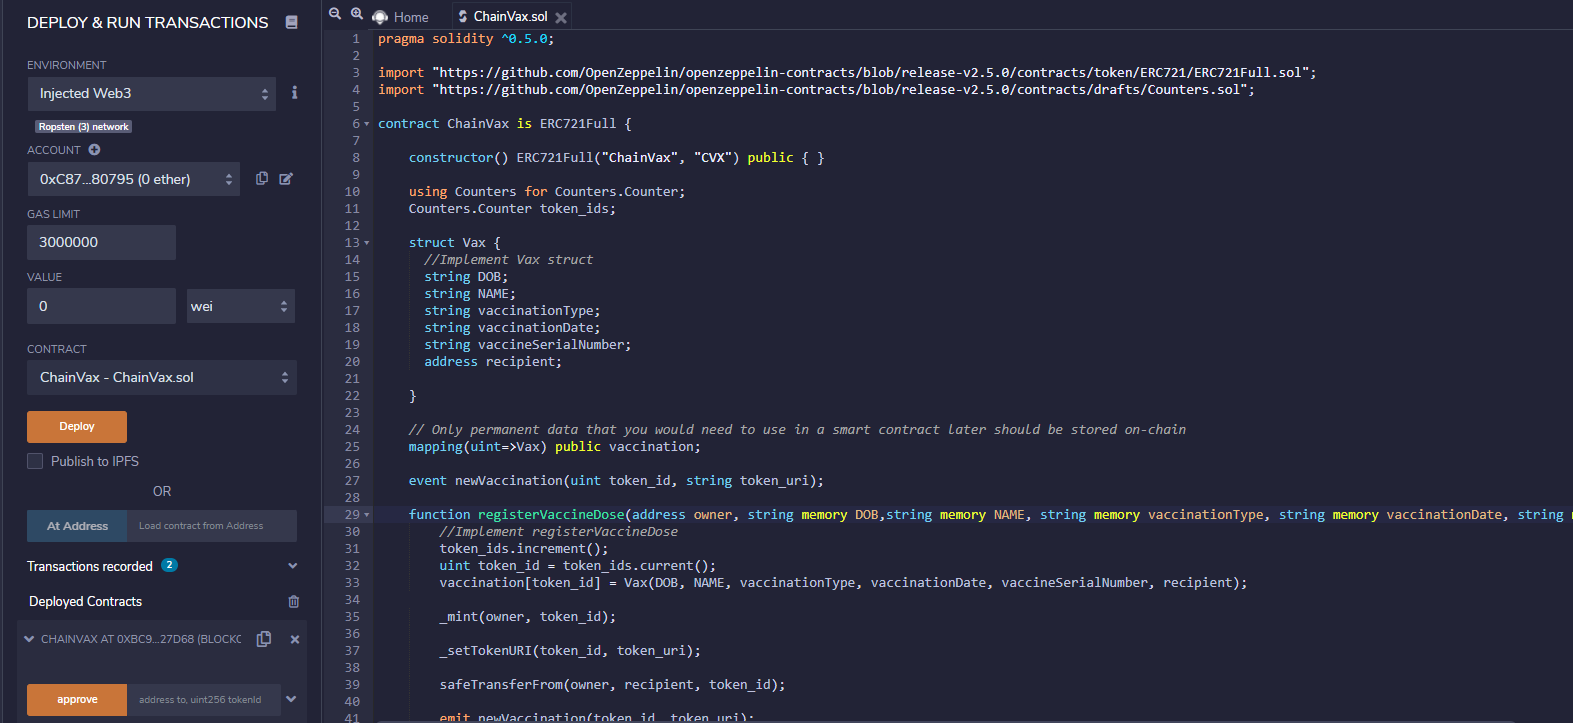 DEPLOY & RUN TRANSACTIONS
ENVIRONMENT
Injected Web3
Ropsten (3) network
ACCOUNT
0xC87...80795 (0 ether)
GAS LIMIT
3000000
VALUE
0
wei
CONTRACT
ChainVax - ChainVax.sol
Deploy
Publish to IPFS
OR
At Address
Load contract from Address
Transactions recorded 2
Deployed Contracts
CHAINVAX AT 0XBC9...27D68 (BLOCKC
approve
address to, uint256 tokenId
Home
ChainVax.sol
1 pragma solidity ^0.5.0;
2
3 import "https://github.com/OpenZeppelin/openzeppelin-contracts/blob/release-v2.5.0/contracts/token/ERC721/ERC721Full.sol";
4 import "https://github.com/OpenZeppelin/openzeppelin-contracts/blob/release-v2.5.0/contracts/drafts/Counters.sol";
5
6 contract ChainVax is ERC721Full {
7
8 constructor() ERC721Full("ChainVax", "CVX") public { }
9
10 using Counters for Counters.Counter;
11 Counters.Counter token_ids;
12
13 struct Vax {
14 //Implement Vax struct
15 string DOB;
16 string NAME;
17 string vaccinationType;
18 string vaccinationDate;
19 string vaccineSerialNumber;
20 address recipient;
21
22 }
23
24 // Only permanent data that you would need to use in a smart contract later should be stored on-chain
25 mapping(uint=>Vax) public vaccination;
26
27 event newVaccination(uint token_id, string token_uri);
28
29 function registerVaccineDose(address owner, string memory DOB,string memory NAME, string memory vaccinationType, string memory vaccinationDate, string
30 //Implement registerVaccineDose
31 token_ids.increment();
32 uint token_id = token_ids.current();
33 vaccination[token_id] = Vax(DOB, NAME, vaccinationType, vaccinationDate, vaccineSerialNumber, recipient);
34
35 _mint(owner, token_id);
36
37 _setTokenURI(token_id, token_uri);
38
39 safeTransferFrom(owner, recipient, token_id);
40
41 emit newVaccination(token_id, token_uri);